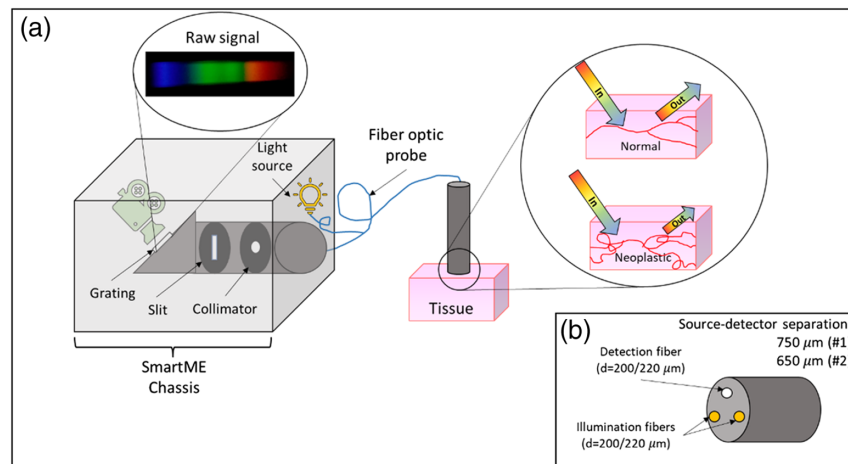 (a)
Raw signal
Light
source
Fiber optic
probe
In
Out
Normal
In
Out
Neoplastic
Grating
Slit
Collimator
Tissue
SmartME
Chassis
(b)
Source-detector separation
750 μm (#1
650 μm (#2
Detection fiber
(d=200/220 μm)
Illumination fibers
(d=200/220 μm)